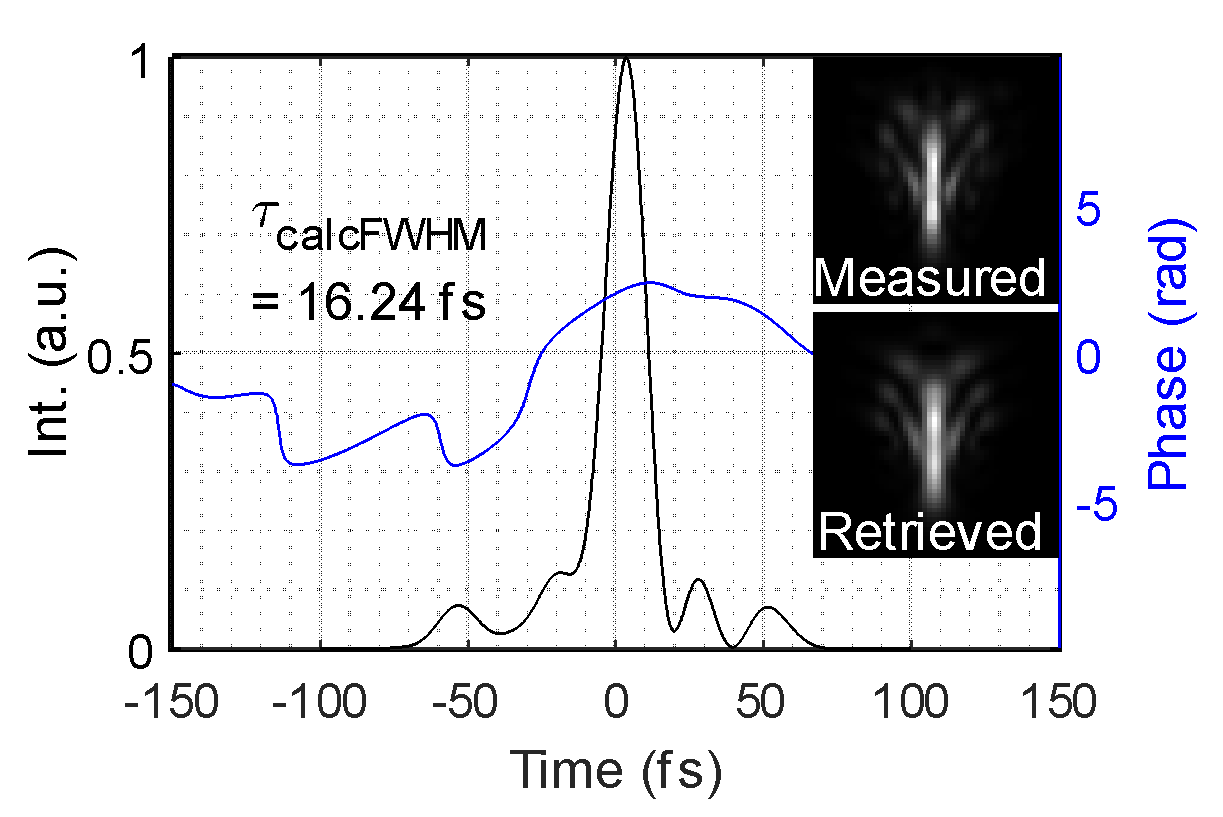 1
0.5
0
Int. (a.u.)
τcalcFWHM
= 16.24 fs
Measured
Retrieved
5
0
-5
Phase (rad)
-150 -100 -50 0 50 100 150
Time (fs)